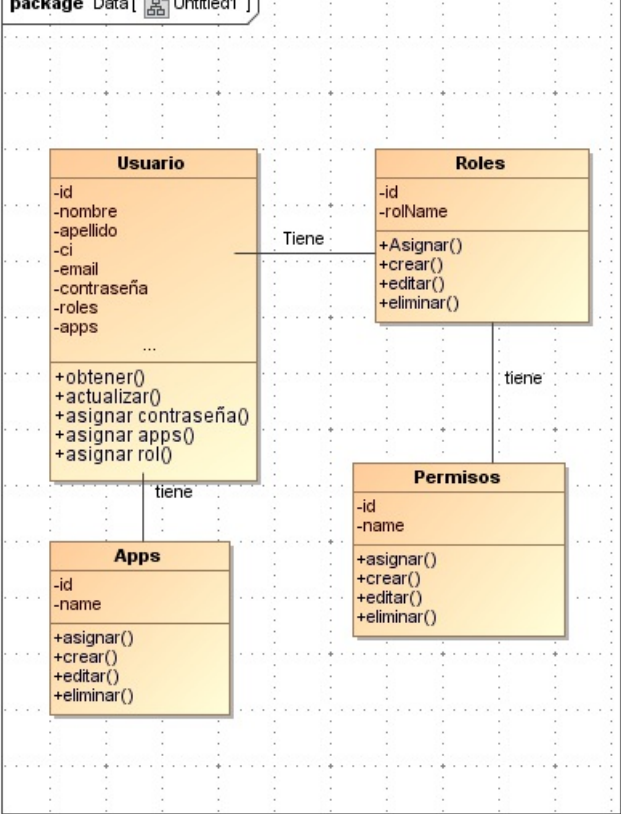 package Data [ Untitled1 ]
Usuario
-id
-nombre
-apellido
-ci
-email
-contraseña
-roles
-apps
...
+obtener()
+actualizar()
+asignar contraseña()
+asignar apps()
+asignar rol()
Tiene
Roles
-id
-rolName
+Asignar()
+crear()
+editar()
+eliminar()
tiene
Permisos
-id
-name
+asignar()
+crear()
+editar()
+eliminar()
tiene
Apps
-id
-name
+asignar()
+crear()
+editar()
+eliminar()